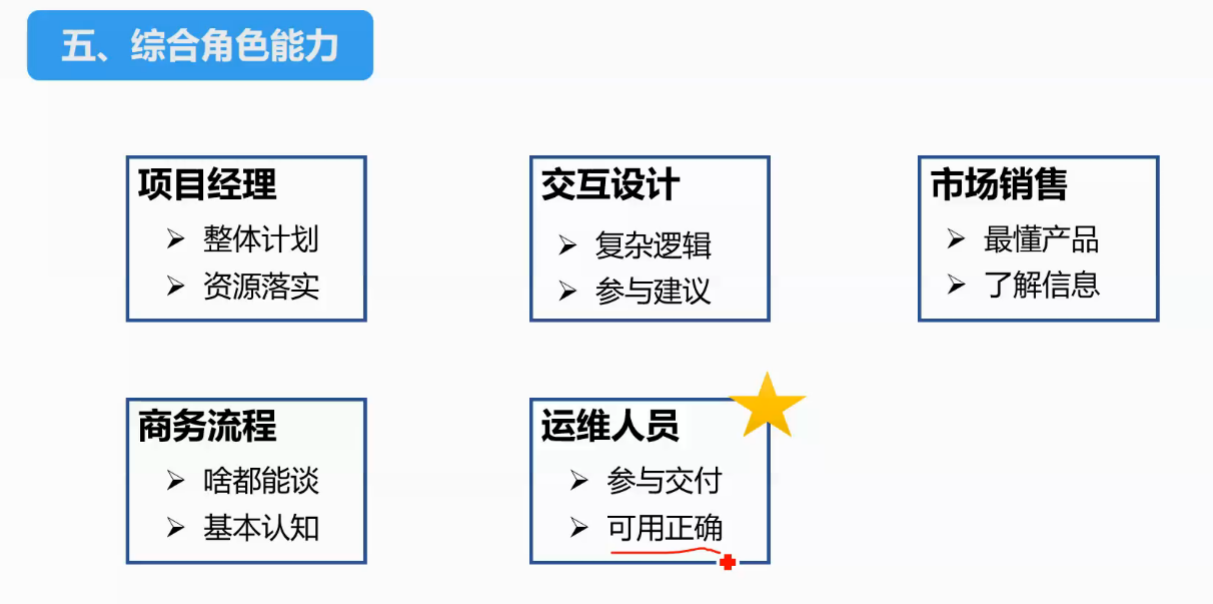 五、综合角色能力
项目经理
整体计划
资源落实
交互设计
复杂逻辑
参与建议
市场销售
最懂产品
了解信息
商务流程
啥都能谈
基本认知
运维人员
参与交付
可用正确